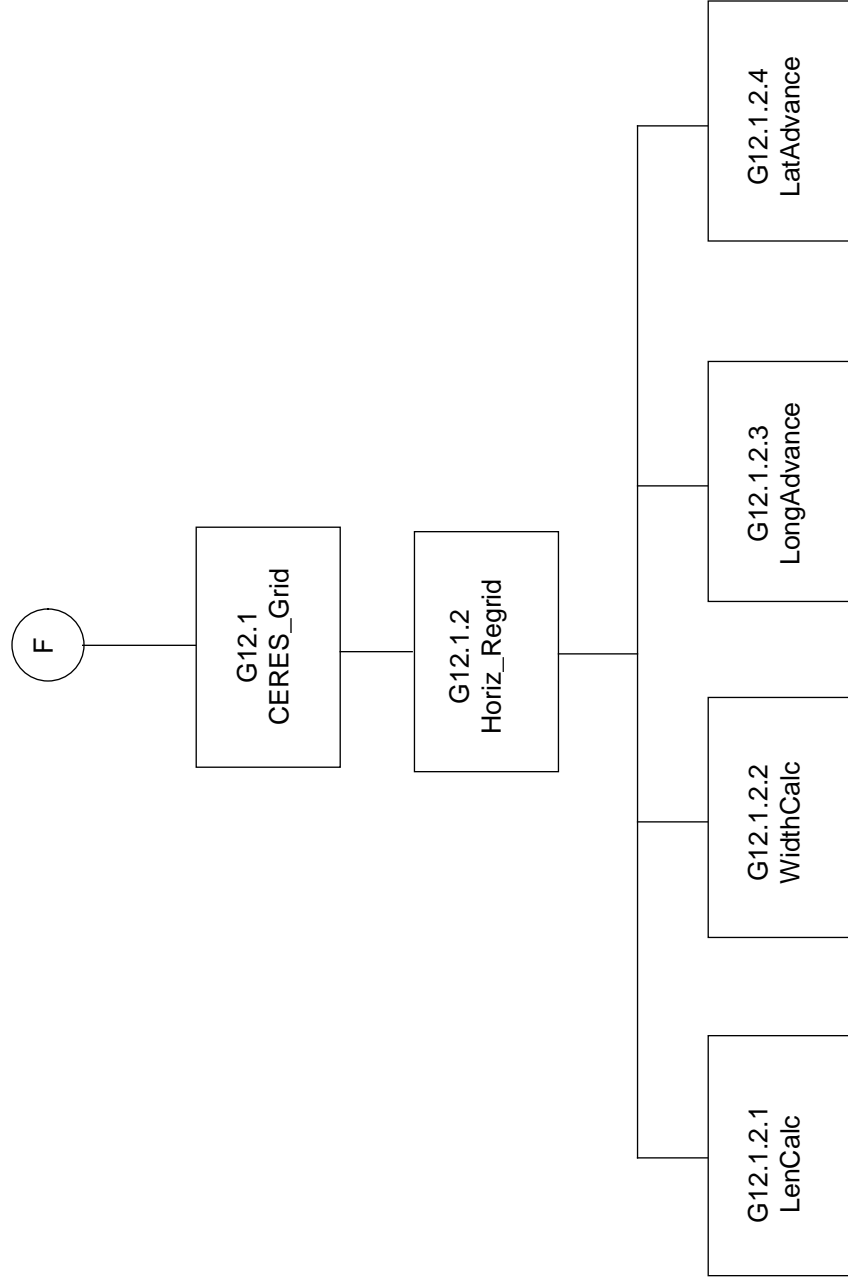 F
G12.1
CERES_Grid
G12.1.2
Horiz_Regrid
G12.1.2.1
LenCalc
G12.1.2.2
WidthCalc
G12.1.2.3
LongAdvance
G12.1.2.4
LatAdvance